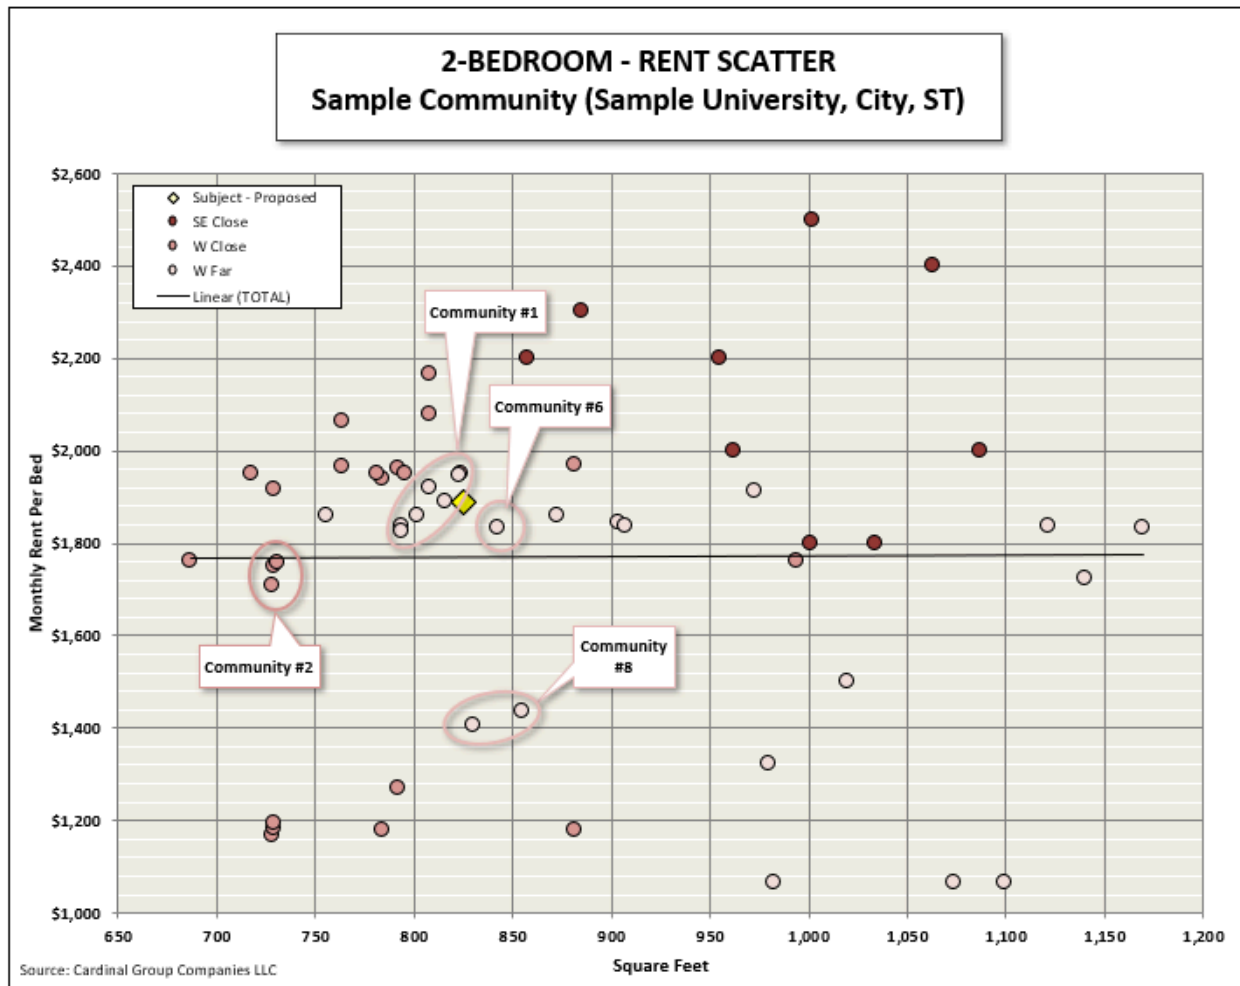 2-BEDROOM - RENT SCATTER
Sample Community (Sample University, City, ST)
$2,600
$2,400
$2,200
$2,000
$1,800
$1,600
$1,400
$1,200
$1,000
Monthly Rent Per Bed
Subject - Proposed
SE Close
W Close
W Far
Linear (TOTAL)
Community #1
Community #6
Community #2
Community
#8
650 700 750 800 850 900 950 1,000 1,050 1,100 1,150 1,200
Square Feet
Source: Cardinal Group Companies LLC